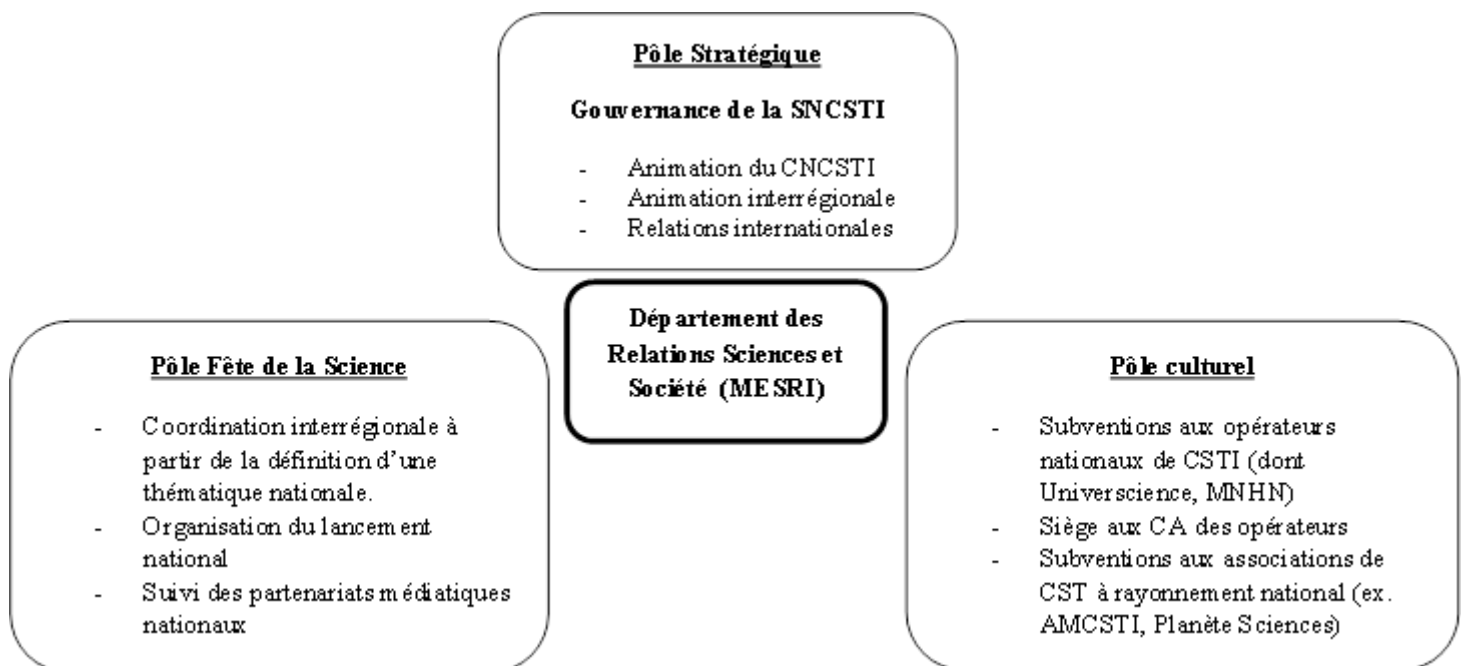 Pôle Stratégique
Gouvernance de la SNCSTI
- Animation du CNCSTI
- Animation interrégionale
- Relations internationales
Département des
Relations Sciences et
Société (MESRI)
Pôle Fête de la Science
- Coordination interrégionale à
partir de la définition d'une
thématique nationale.
- Organisation du lancement
national
- Suivi des partenariats médiatiques
nationaux
Pôle culturel
- Subventions aux opérateurs
nationaux de CSTI (dont
Universcience, MNHN)
- Siège aux CA des opérateurs
- Subventions aux associations de
CST à rayonnement national (ex.
AMCSTI, Planète Sciences)